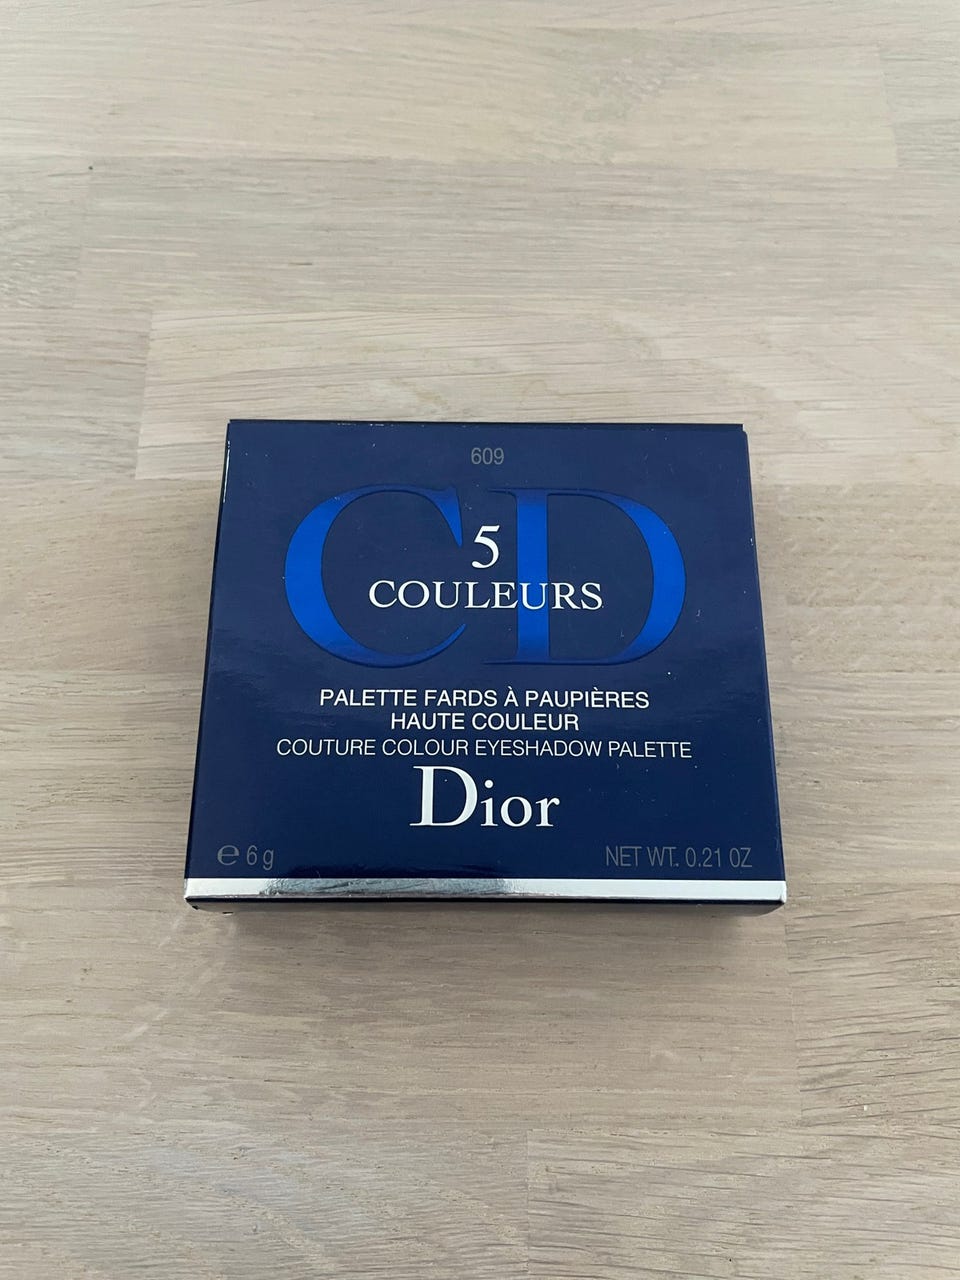 609
CD
5
COULEURS
PALETTE FARDS À PAUPIÈRES
HAUTE COULEUR
COUTURE COLOUR EYESHADOW PALETTE
Dior
℮ 6 g
NET WT. 0.21 OZ